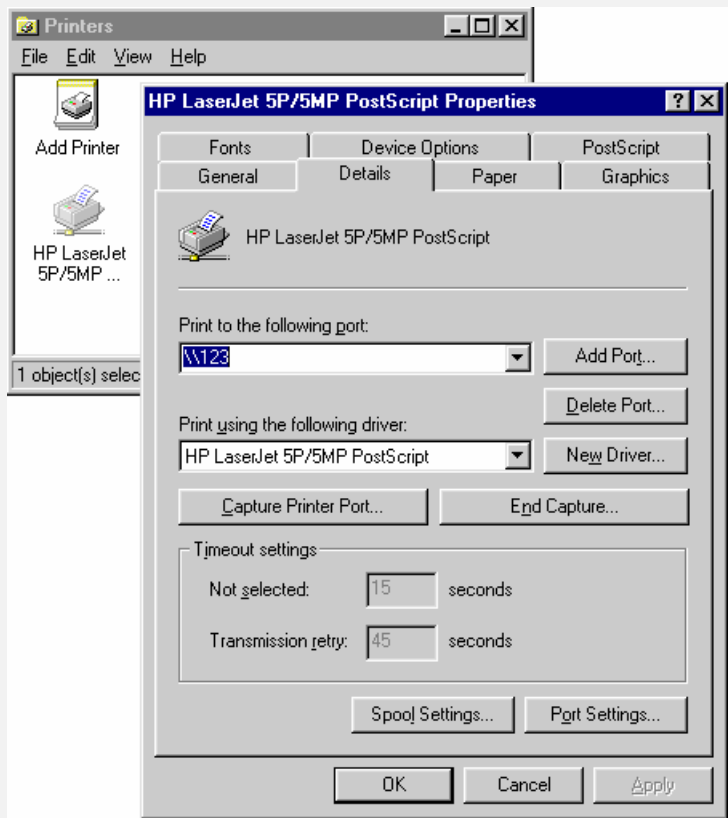 Printers
File Edit View Help
Add Printer
HP LaserJet
5P/5MP ...
1 object(s) selec
HP LaserJet 5P/5MP PostScript Properties
Fonts Device Options PostScript
General Details Paper Graphics
HP LaserJet 5P/5MP PostScript
Print to the following port:
\\123 Add Port...
Delete Port...
Print using the following driver:
HP LaserJet 5P/5MP PostScript New Driver...
Capture Printer Port... End Capture...
Timeout settings
Not selected: 15 seconds
Transmission retry: 45 seconds
Spool Settings... Port Settings...
OK Cancel Apply